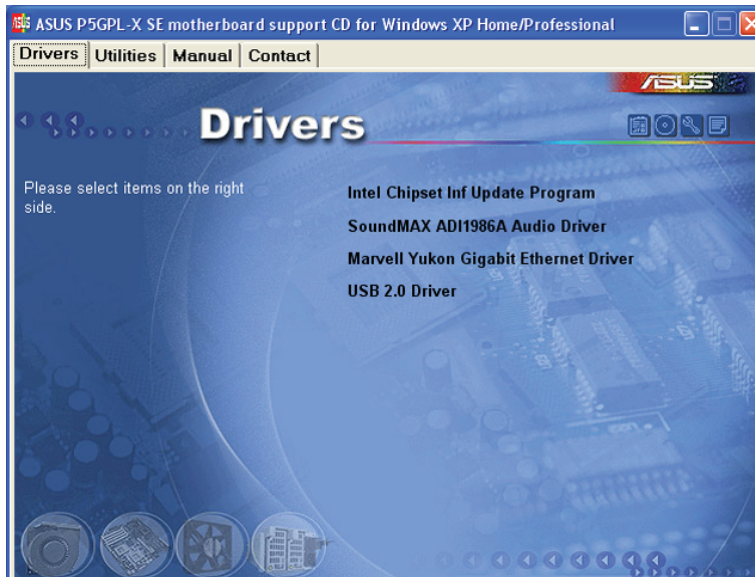 ASUS P5GPL-X SE motherboard support CD for Windows XP Home/Professional
Drivers Utilities Manual Contact
ASUS
Drivers
Please select items on the right
side.
Intel Chipset Inf Update Program
SoundMAX ADI1986A Audio Driver
Marvell Yukon Gigabit Ethernet Driver
USB 2.0 Driver